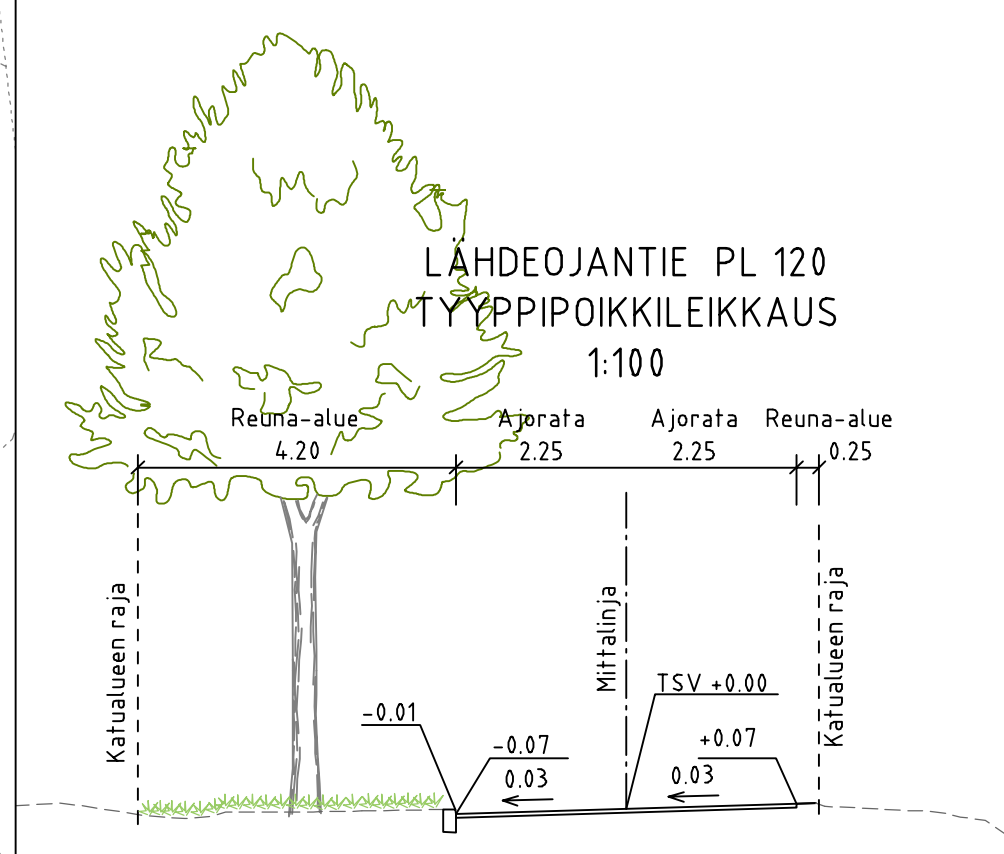 LÄHDEOJANTIE PL 120
TYYPPIPOIKKILEIKKAUS
1:100
Reuna-alue Ajorata Ajorata Reuna-alue
4.20 2.25 2.25 0.25
Katualueen raja
Mittalinja
Katualueen raja
TSV +0.00
-0.01
-0.07
+0.07
0.03
0.03